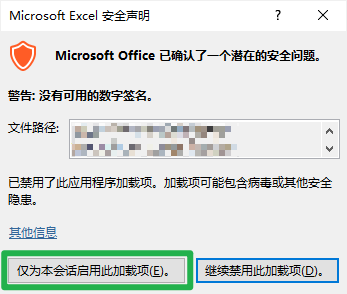 Microsoft Excel 安全声明
Microsoft Office 已确认了一个潜在的安全问题。
警告: 没有可用的数字签名。
文件路径:
已禁用了此应用程序加载项。加载项可能包含病毒或其他安全
隐患。
其他信息
仅为本会话启用此加载项(E)。
继续禁用此加载项(D)。